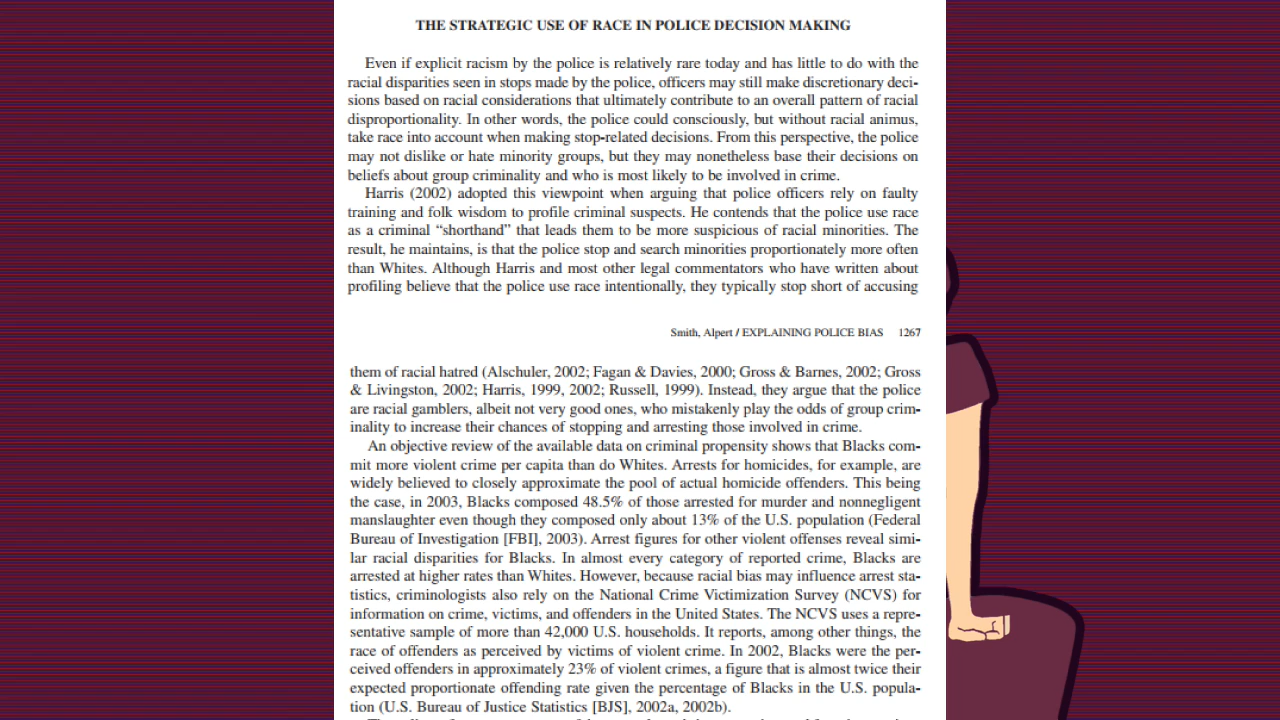 THE STRATEGIC USE OF RACE IN POLICE DECISION MAKING
Even if explicit racism by the police is relatively rare today and has little to do with the
racial disparities seen in stops made by the police, officers may still make discretionary deci-
sions based on racial considerations that ultimately contribute to an overall pattern of racial
disproportionality. In other words, the police could consciously, but without racial animus,
take race into account when making stop-related decisions. From this perspective, the police
may not dislike or hate minority groups, but they may nonetheless base their decisions on
beliefs about group criminality and who is most likely to be involved in crime.
Harris (2002) adopted this viewpoint when arguing that police officers rely on faulty
training and folk wisdom to profile criminal suspects. He contends that the police use race
as a criminal “shorthand” that leads them to be more suspicious of racial minorities. The
result, he maintains, is that the police stop and search minorities proportionately more often
than Whites. Although Harris and most other legal commentators who have written about
profiling believe that the police use race intentionally, they typically stop short of accusing
Smith, Alpert / EXPLAINING POLICE BIAS 1267
them of racial hatred (Alschuler, 2002; Fagan & Davies, 2000; Gross & Barnes, 2002; Gross
& Livingston, 2002; Harris, 1999, 2002; Russell, 1999). Instead, they argue that the police
are racial gamblers, albeit not very good ones, who mistakenly play the odds of group crim-
inality to increase their chances of stopping and arresting those involved in crime.
An objective review of the available data on criminal propensity shows that Blacks com-
mit more violent crime per capita than do Whites. Arrests for homicides, for example, are
widely believed to closely approximate the pool of actual homicide offenders. This being
the case, in 2003, Blacks composed 48.5% of those arrested for murder and nonnegligent
manslaughter even though they composed only about 13% of the U.S. population (Federal
Bureau of Investigation [FBI], 2003). Arrest figures for other violent offenses reveal simi-
lar racial disparities for Blacks. In almost every category of reported crime, Blacks are
arrested at higher rates than Whites. However, because racial bias may influence arrest sta-
tistics, criminologists also rely on the National Crime Victimization Survey (NCVS) for
information on crime, victims, and offenders in the United States. The NCVS uses a repre-
sentative sample of more than 42,000 U.S. households. It reports, among other things, the
race of offenders as perceived by victims of violent crime. In 2002, Blacks were the per-
ceived offenders in approximately 23% of violent crimes, a figure that is almost twice their
expected proportionate offending rate given the percentage of Blacks in the U.S. popula-
tion (U.S. Bureau of Justice Statistics [BJS], 2002a, 2002b).